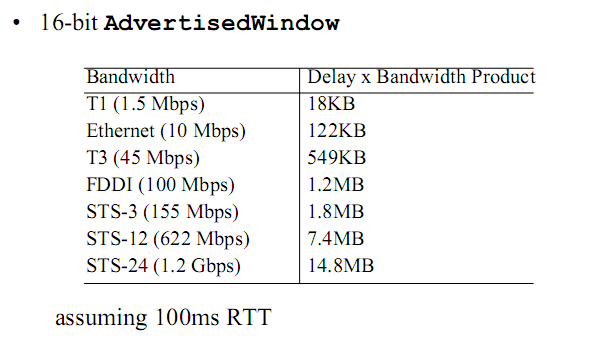 • 16-bit AdvertisedWindow
Bandwidth Delay x Bandwidth Product
T1 (1.5 Mbps) 18KB
Ethernet (10 Mbps) 122KB
T3 (45 Mbps) 549KB
FDDI (100 Mbps) 1.2MB
STS-3 (155 Mbps) 1.8MB
STS-12 (622 Mbps) 7.4MB
STS-24 (1.2 Gbps) 14.8MB
assuming 100ms RTT